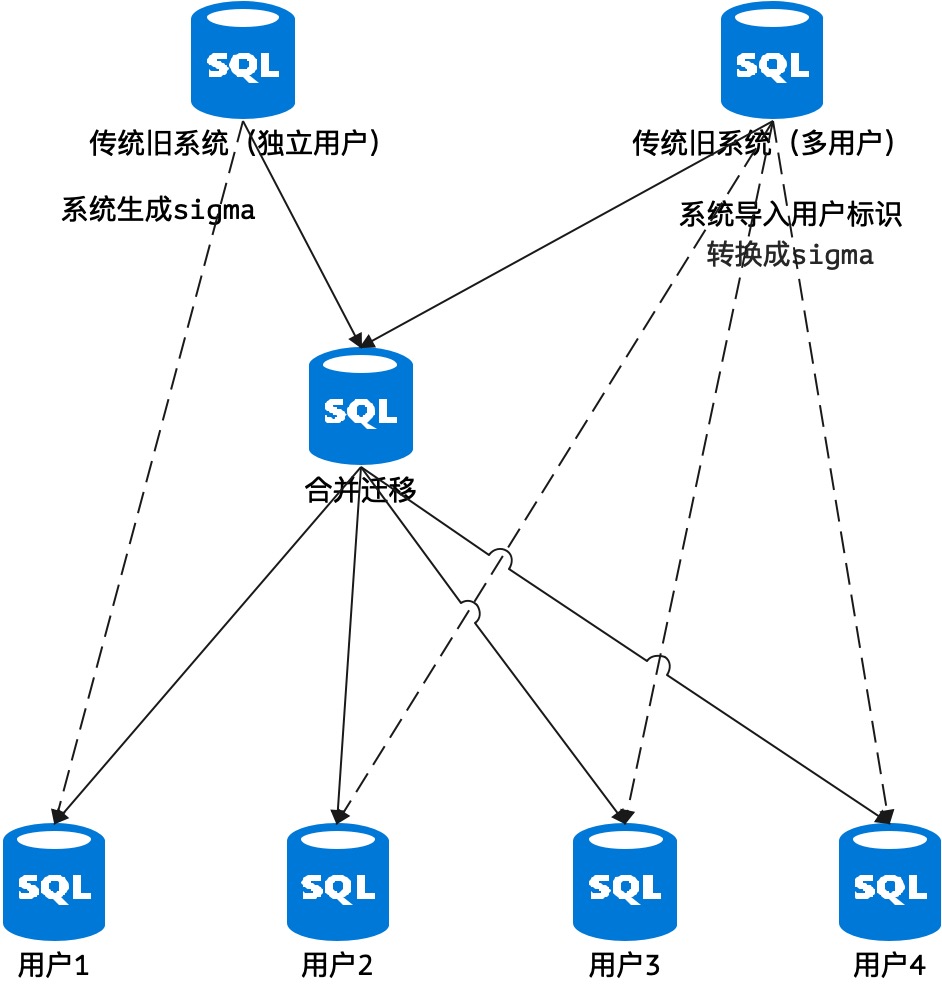 SQL
SQL
传统旧系统（独立用户）
传统旧系统（多用户）
系统生成sigma
系统导入用户标识
转换成sigma
SQL
合并迁移
SQL
SQL
SQL
SQL
用户1
用户2
用户3
用户4